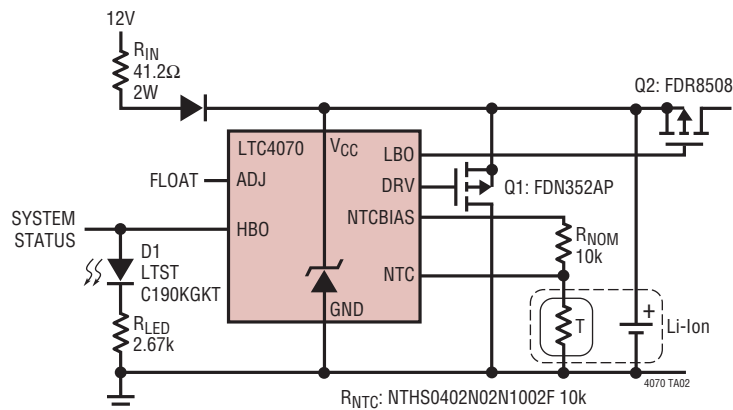 12V
R_IN
41.2Ω
2W
Q2: FDR8508
LTC4070
V_CC
LBO
FLOAT
ADJ
DRV
Q1: FDN352AP
NTCBIAS
SYSTEM
STATUS
HBO
R_NOM
10k
D1
LTST
C190KGKT
NTC
R_LED
2.67k
GND
T
+
Li-Ion
4070 TA02
R_NTC: NTHS0402N02N1002F 10k